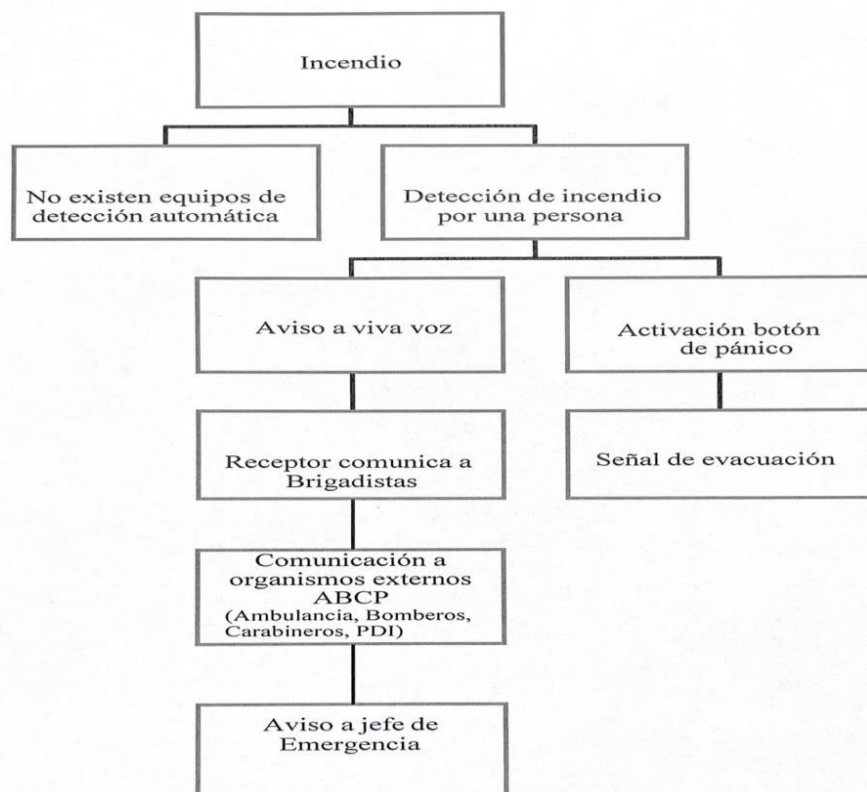 Incendio
No existen equipos de
detección automática
Detección de incendio
por una persona
Aviso a viva voz
Activación botón
de pánico
Receptor comunica a
Brigadistas
Señal de evacuación
Comunicación a
organismos externos
ABCP
(Ambulancia, Bomberos,
Carabineros, PDI)
Aviso a jefe de
Emergencia